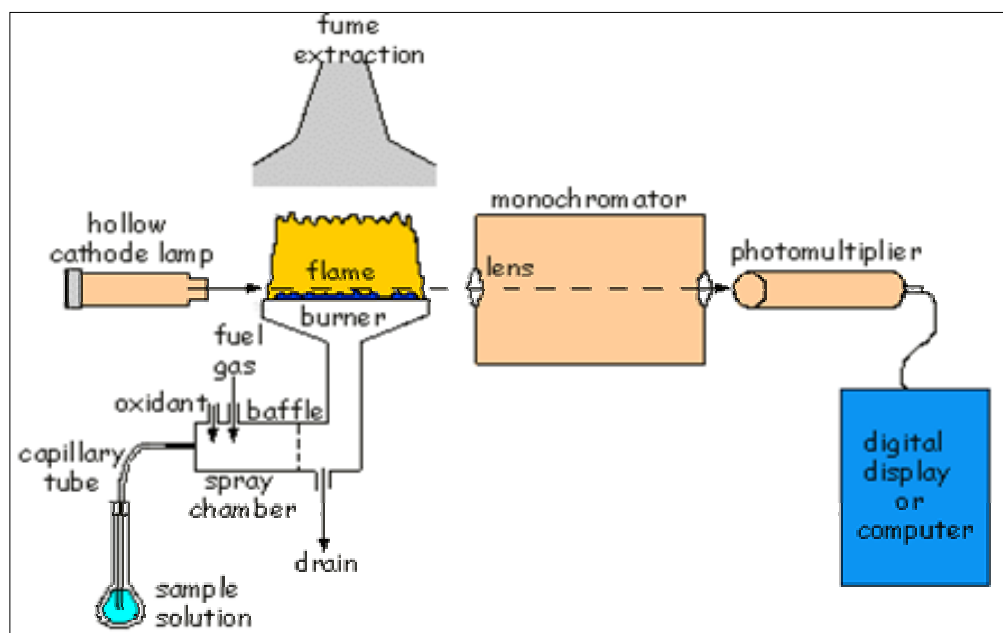 fume
extraction
hollow
cathode lamp
flame
burner
monochromator
lens
photomultiplier
fuel
gas
oxidant
baffle
capillary
tube
spray
chamber
drain
sample
solution
digital
display
or
computer